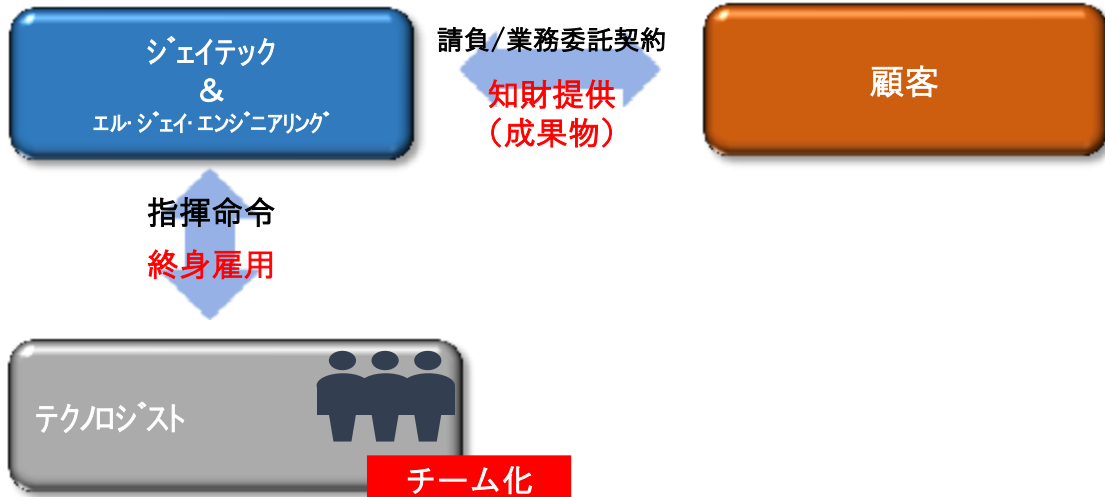 ジェイテック
&
エル・ジェイ・エンジニアリング
請負/業務委託契約
知財提供
(成果物)
顧客
指揮命令
終身雇用
テクノロジスト
チーム化